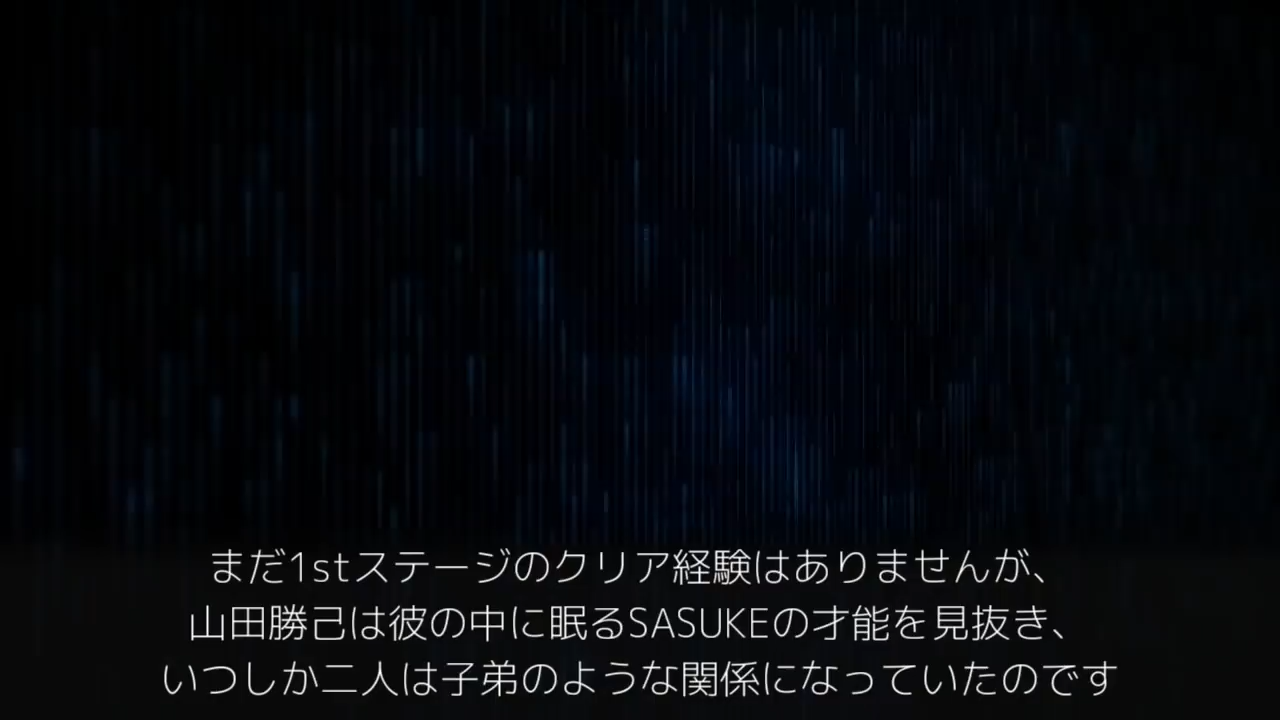 まだ1stステージのクリア経験はありませんが、
山田勝己は彼の中に眠るSASUKEの才能を見抜き、
いつしか二人は子弟のような関係になっていたのです